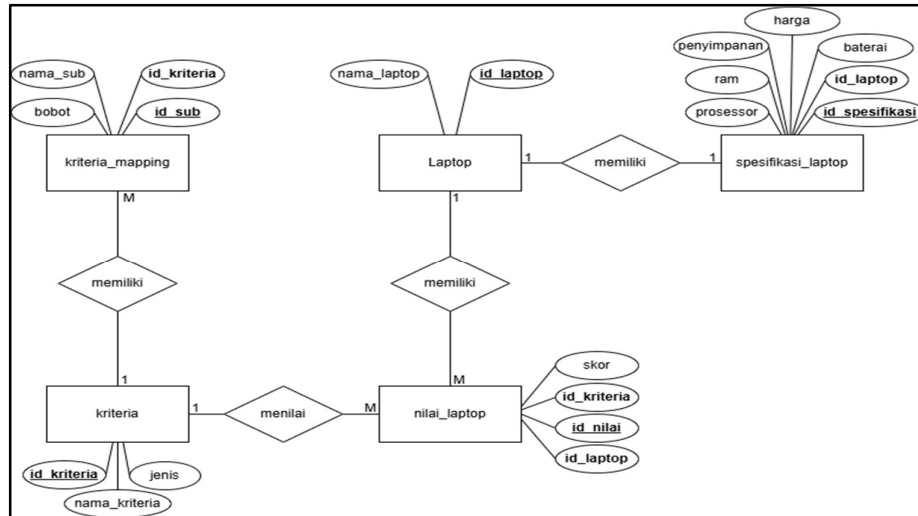 harga
penyimpanan
baterai
nama_sub
id_kriteria
nama_laptop
id_laptop
ram
id_laptop
bobot
id_sub
prosessor
id_spesifikasi
kriteria_mapping
Laptop
1
memiliki
1
spesifikasi_laptop
M
1
memiliki
memiliki
1
M
skor
kriteria
1
menilai
M
nilai_laptop
id_kriteria
id_nilai
id_laptop
id_kriteria
jenis
nama_kriteria